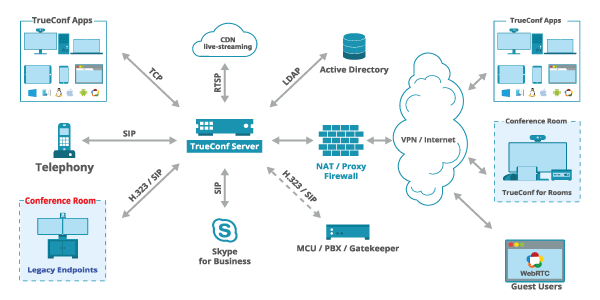 TrueConf Apps
CDN
live-streaming
TrueConf Apps
TCP
RTSP
LDAP
Active Directory
SIP
TrueConf Server
VPN / Internet
Telephony
NAT / Proxy
Firewall
Conference Room
TrueConf for Rooms
H.323 / SIP
SIP
H.323 / SIP
Conference Room
Legacy Endpoints
Skype
for Business
MCU / PBX / Gatekeeper
WebRTC
Guest Users